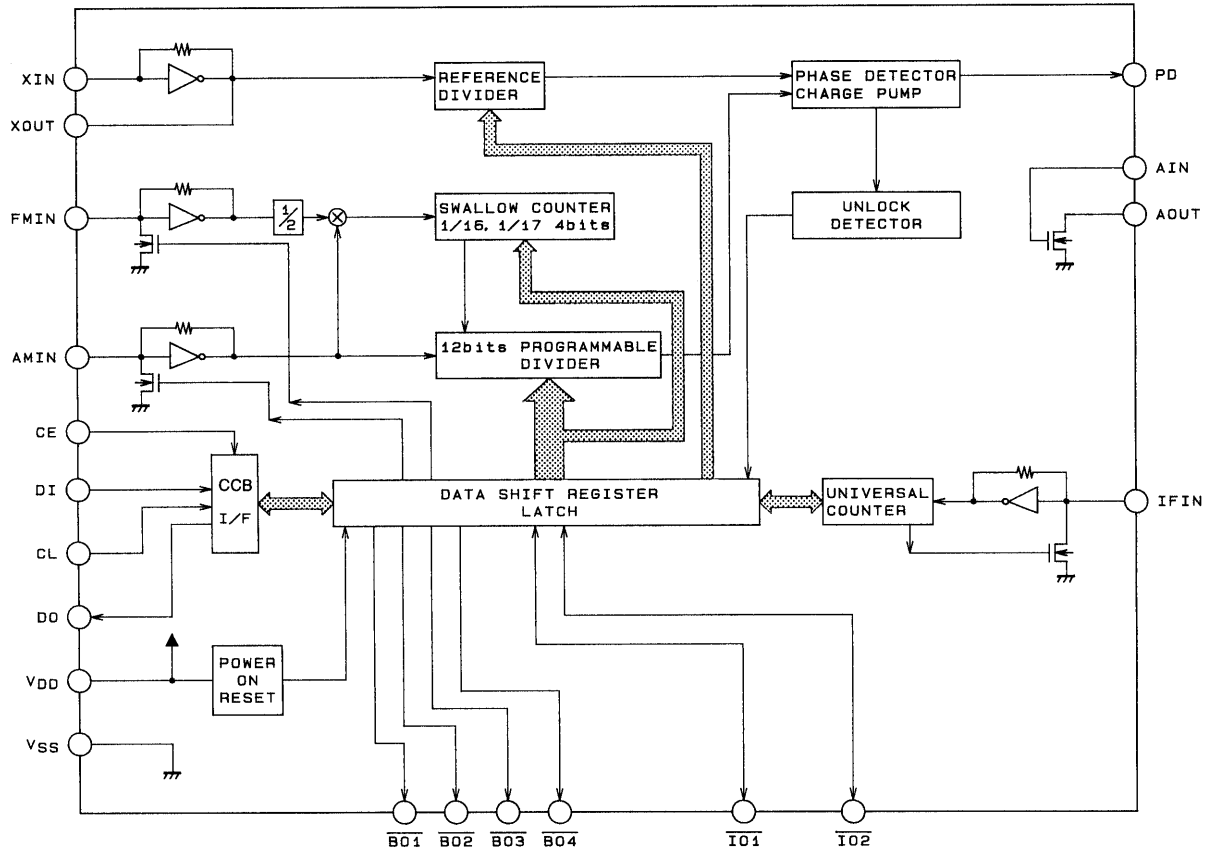 XIN
XOUT
REFERENCE
DIVIDER
PHASE DETECTOR
CHARGE PUMP
PD
AIN
AOUT
UNLOCK
DETECTOR
FMIN
1/2
SWALLOW COUNTER
1/16, 1/17 4bits
AMIN
12bits PROGRAMMABLE
DIVIDER
CE
DI
CL
DO
CCB
I/F
DATA SHIFT REGISTER
LATCH
UNIVERSAL
COUNTER
IFIN
VDD
POWER
ON
RESET
VSS
BO1
BO2
BO3
BO4
IO1
IO2